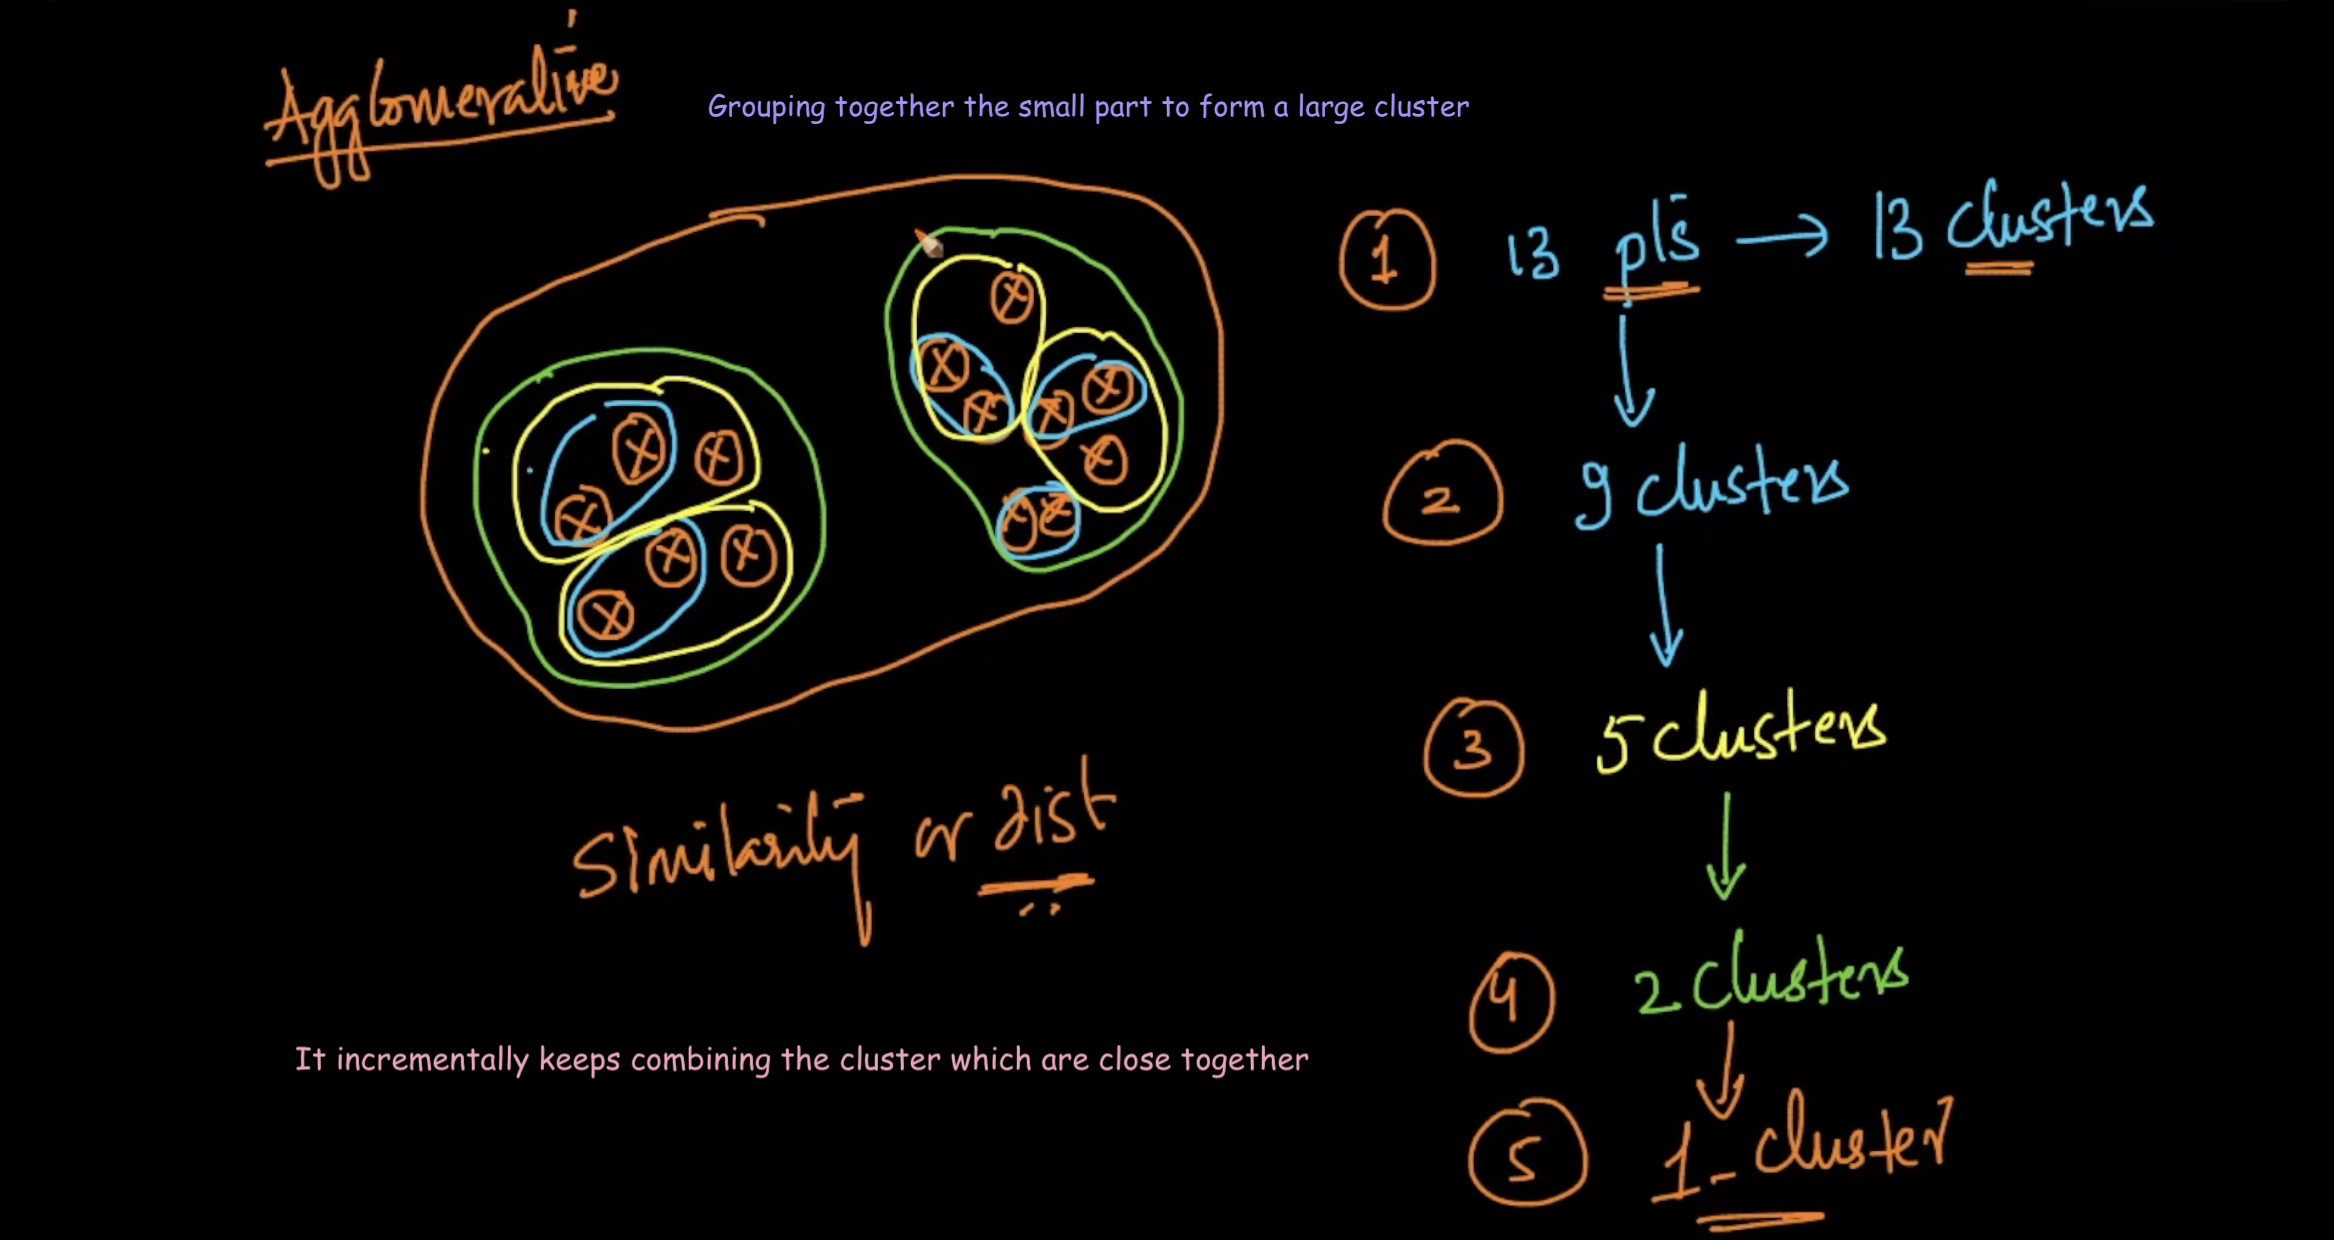 Agglomerative
Grouping together the small part to form a large cluster
1 13 pts → 13 clusters
2 9 clusters
3 5 clusters
Similarity or dist
4 2 clusters
It incrementally keeps combining the cluster which are close together
5 1 - cluster